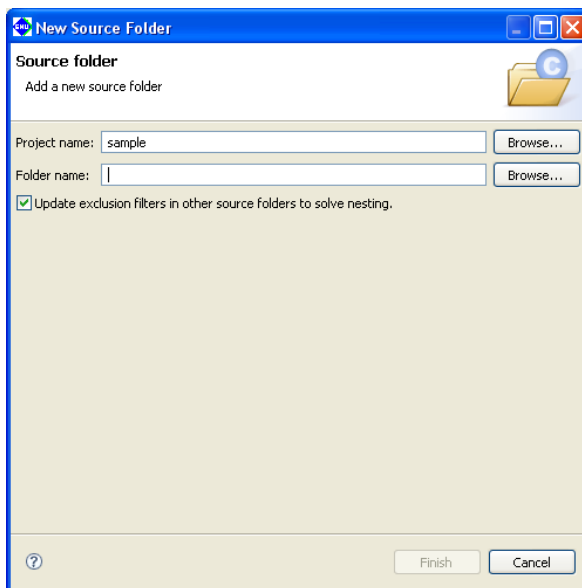 EMU New Source Folder
Source folder
Add a new source folder
C
Project name: sample Browse...
Folder name: Browse...
Update exclusion filters in other source folders to solve nesting.
? Finish Cancel